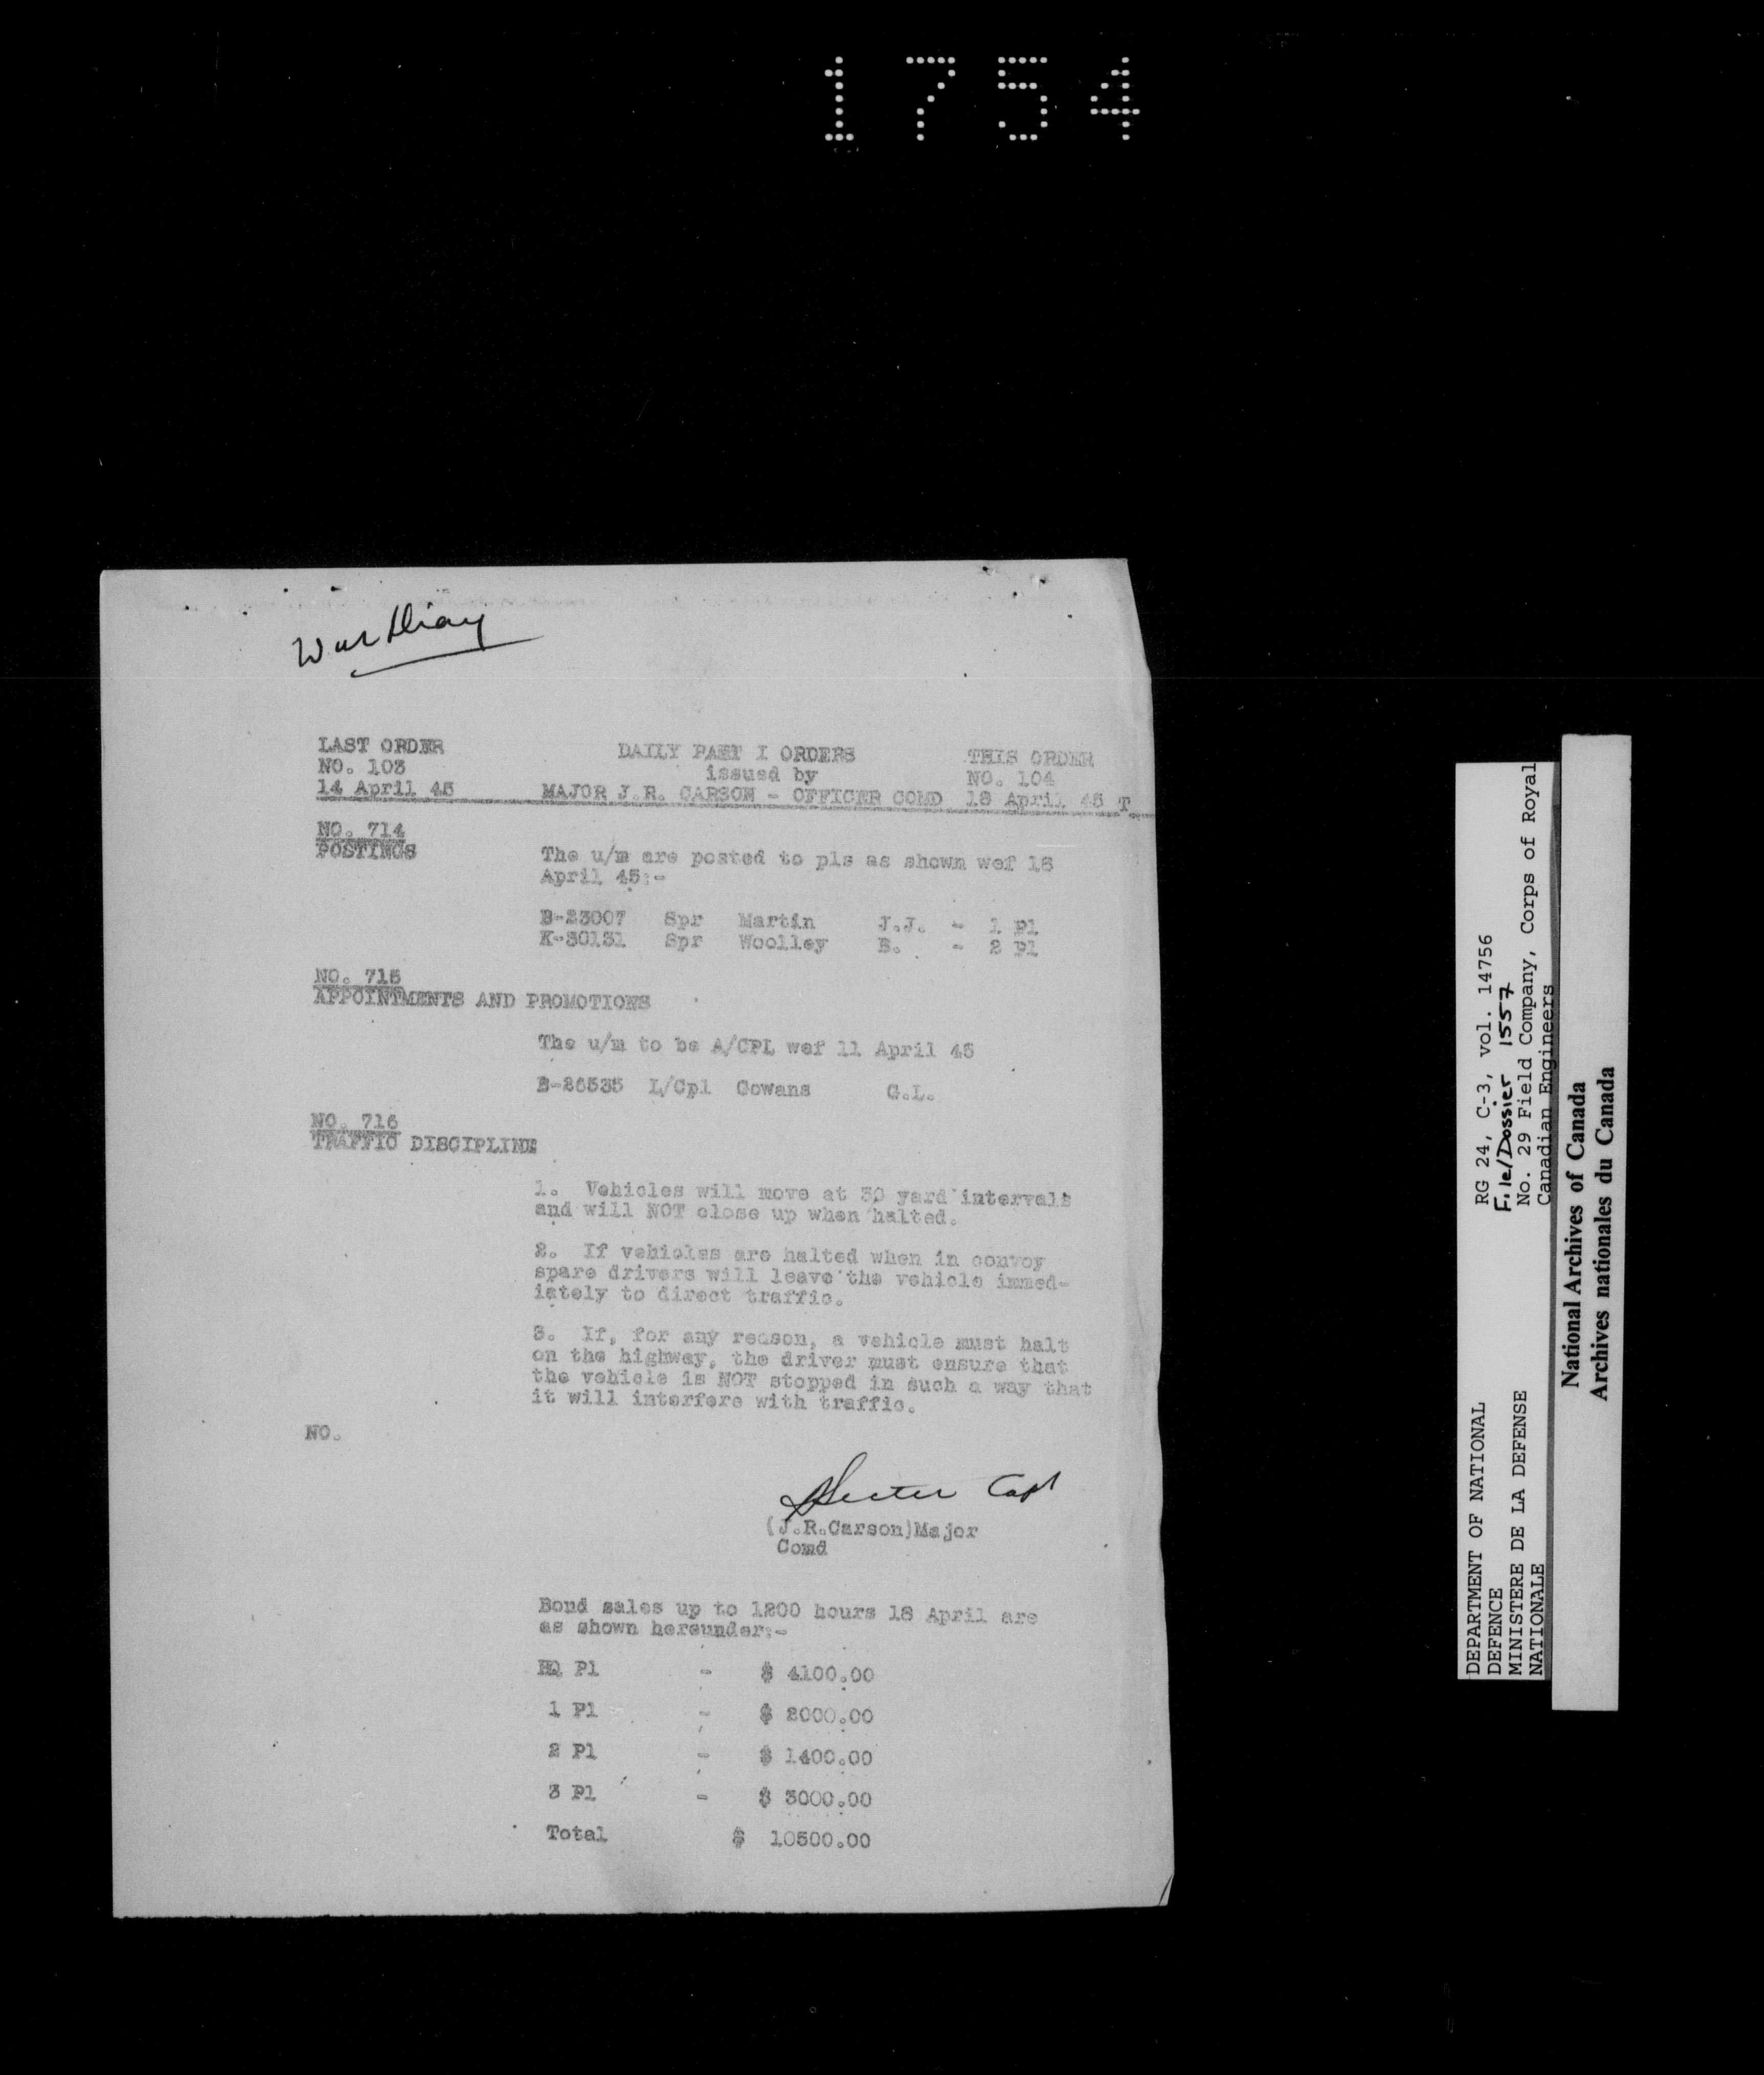 1754
War Diary
LAST ORDER
NO. 103
14 April 45
DAILY PART I ORDERS
issued by
MAJOR J.R. CARSON - OFFICER COMD
THIS ORDER
NO. 104
18 April 45 T
NO. 714
POSTINGS
The u/m are posted to pls as shown wef 18
April 45:-
B-23007 Spr Martin J.J. - 1 Pl
K-30131 Spr Woolley B. - 2 Pl
NO. 715
APPOINTMENTS AND PROMOTIONS
The u/m to be A/CPL wef 11 April 45
B-26535 L/Cpl Gowans G.L.
NO. 716
TRAFFIC DISCIPLINE
1. Vehicles will move at 50 yard intervals
and will NOT close up when halted.
2. If vehicles are halted when in convoy
spare drivers will leave the vehicle immed-
iately to direct traffic.
3. If, for any reason, a vehicle must halt
on the highway, the driver must ensure that
the vehicle is NOT stopped in such a way that
it will interfere with traffic.
NO.
Capt
(J.R.Carson)Major
Comd
Bond sales up to 1200 hours 18 April are
as shown hereunder:-
HQ Pl - $ 4100.00
1 Pl - $ 2000.00
2 Pl - $ 1400.00
3 Pl - $ 3000.00
Total $ 10500.00
DEPARTMENT OF NATIONAL
DEFENCE
MINISTERE DE LA DEFENSE
NATIONALE
RG 24, C-3, vol. 14756
File/Dossier 1557
No. 29 Field Company, Corps of Royal
Canadian Engineers
National Archives of Canada
Archives nationales du Canada